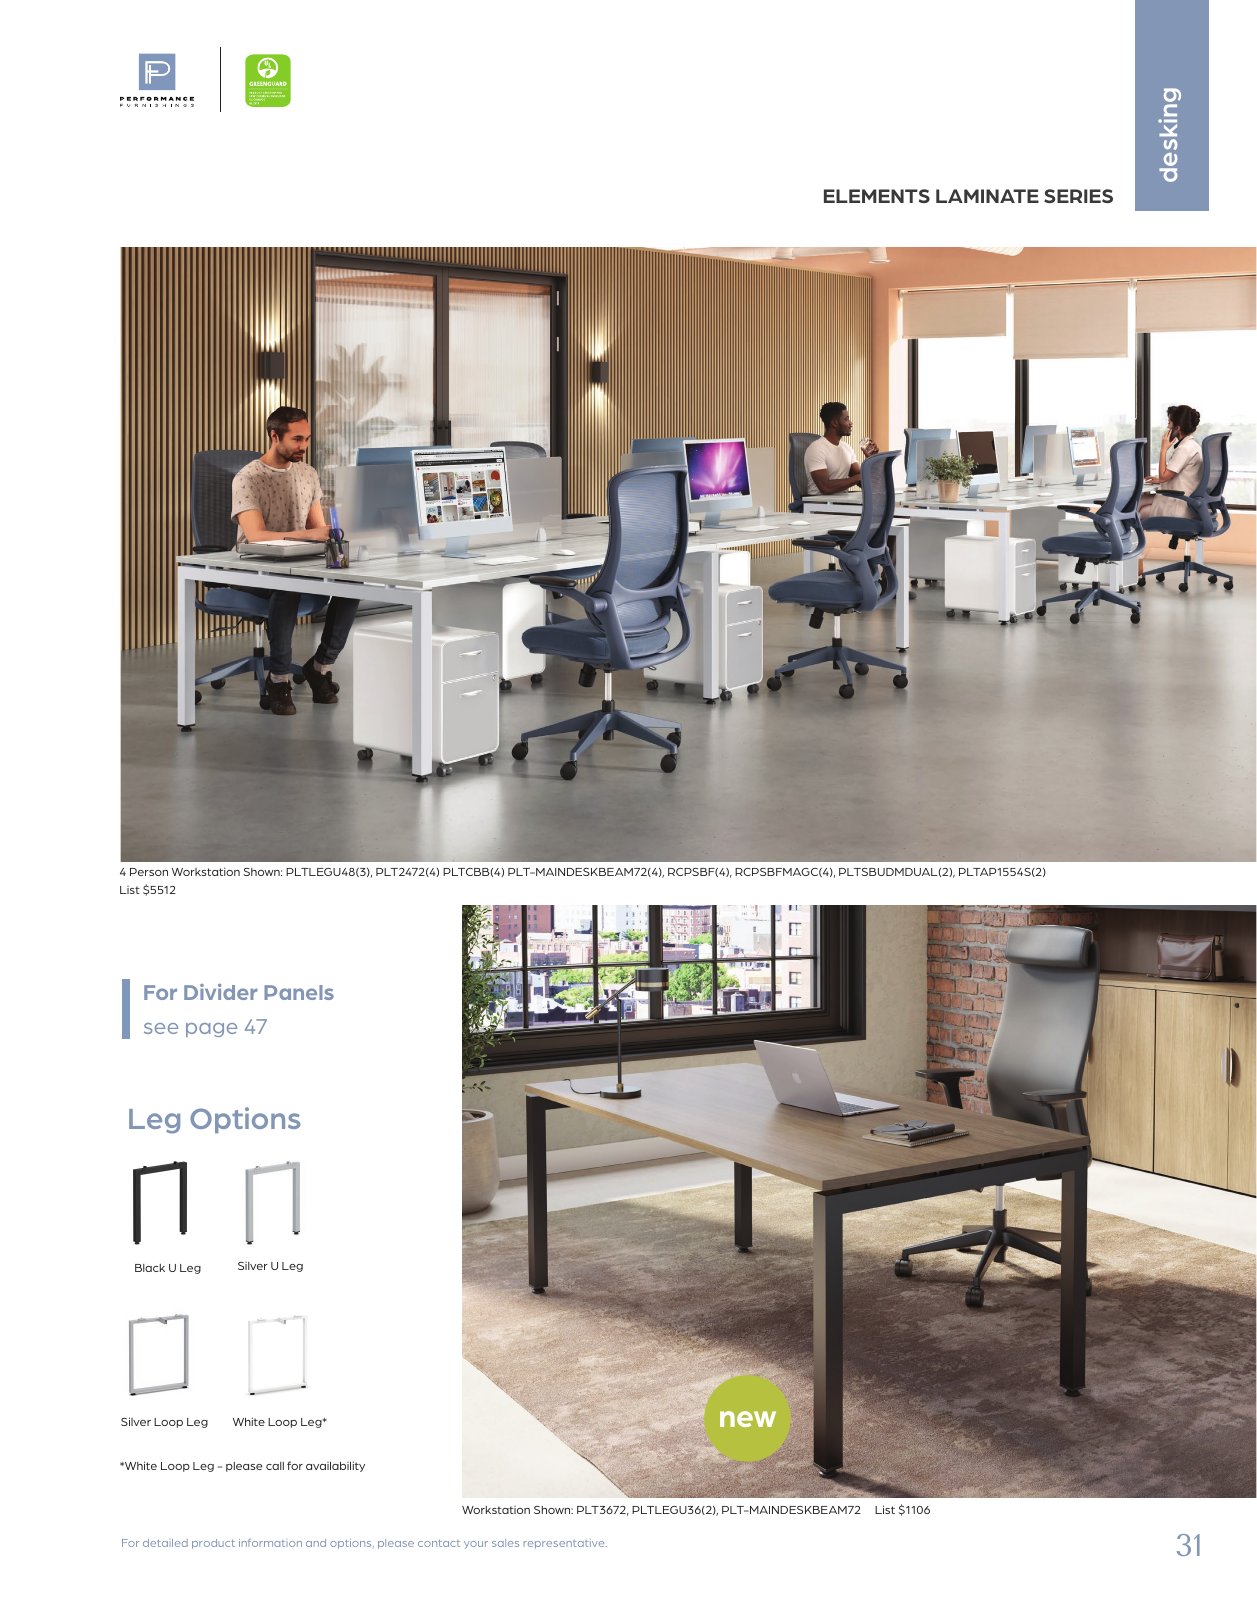 PERFORMANCE
FURNISHINGS
GREENGUARD
desking
ELEMENTS LAMINATE SERIES
4 Person Workstation Shown: PLTLEGU48(3), PLT2472(4) PLTCBB(4) PLT-MAINDESKBEAM72(4), RCPSBF(4), RCPSBFMAGC(4), PLTSBUDMDUAL(2), PLTAP1554S(2)
List $5512
For Divider Panels
see page 47
Leg Options
Black U Leg
Silver U Leg
Silver Loop Leg
White Loop Leg*
*White Loop Leg - please call for availability
new
Workstation Shown: PLT3672, PLTLEGU36(2), PLT-MAINDESKBEAM72 List $1106
For detailed product information and options, please contact your sales representative.
31